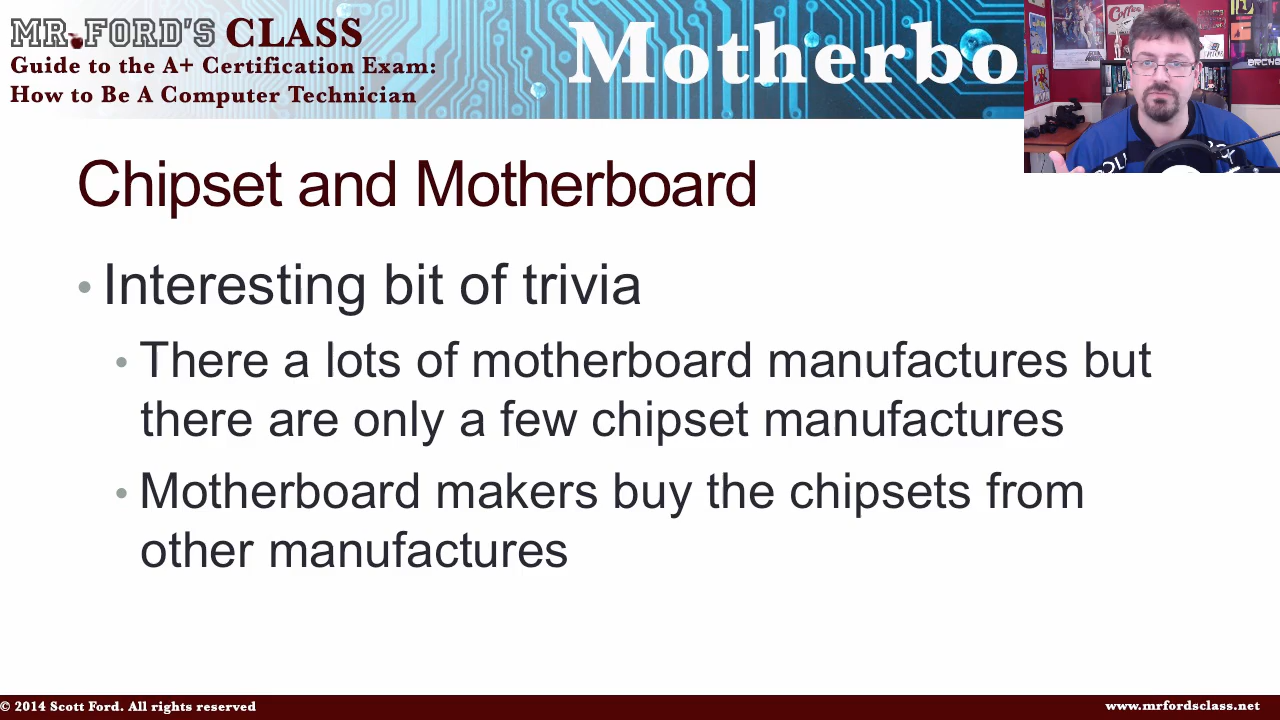 MR. FORD'S CLASS
Guide to the A+ Certification Exam:
How to Be A Computer Technician
Motherbo
Coffee
Chipset and Motherboard
• Interesting bit of trivia
• There a lots of motherboard manufactures but
there are only a few chipset manufactures
• Motherboard makers buy the chipsets from
other manufactures
© 2014 Scott Ford. All rights reserved
www.mrfordsclass.net